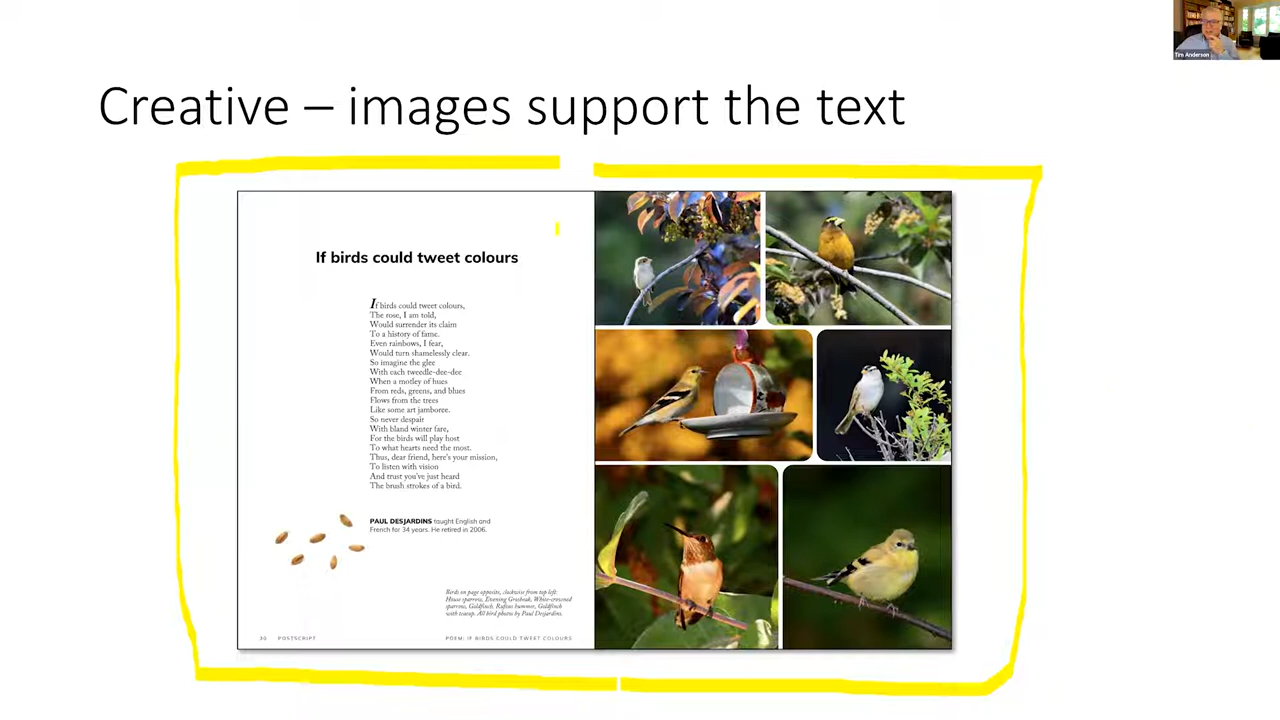 Tim Anderson
Creative – images support the text
If birds could tweet colours
If birds could tweet colours,
The rose, I am told,
Would surrender its claim
To a history of fame.
Even rainbows, I fear,
Would turn shamelessly clear.
So imagine the glee
With each tweedle-dee-dee
When a motley of hues
From reds, greens, and blues
Flows from the trees
Like some art jamboree.
So never despair
With bland winter fare,
For the birds will play host
To what hearts need the most.
Thus, dear friend, here's your mission,
To listen with vision
And trust you've just heard
The brush strokes of a bird.
PAUL DESJARDINS taught English and
French for 34 years. He retired in 2006.
Birds on page opposite, clockwise from top left:
House sparrow, Evening Grosbeak, White-crowned
sparrow, Goldfinch, Rufous hummer, Goldfinch
with teacup. All bird photos by Paul Desjardins.
30 POSTSCRIPT
POEM: IF BIRDS COULD TWEET COLOURS